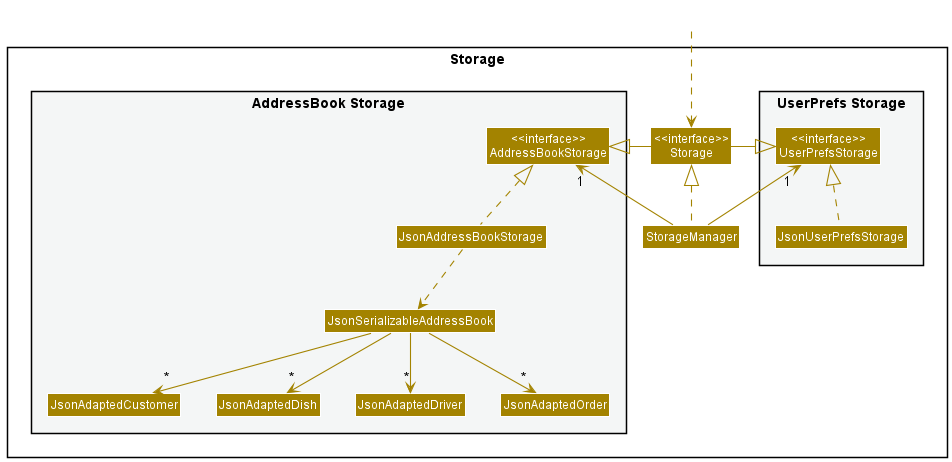 Storage
AddressBook Storage
UserPrefs Storage
<<interface>>
AddressBookStorage
<<interface>>
Storage
<<interface>>
UserPrefsStorage
1
1
JsonAddressBookStorage
StorageManager
JsonUserPrefsStorage
JsonSerializableAddressBook
*
*
*
*
JsonAdaptedCustomer
JsonAdaptedDish
JsonAdaptedDriver
JsonAdaptedOrder